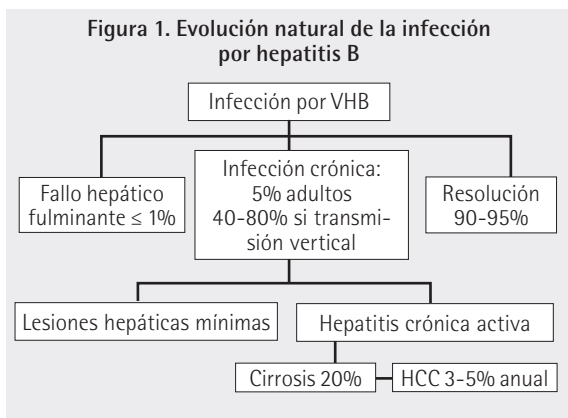 Figura 1. Evolución natural de la infección
por hepatitis B
Infección por VHB
Fallo hepático
fulminante ≤ 1%
Infección crónica:
5% adultos
40-80% si transmi-
sión vertical
Resolución
90-95%
Lesiones hepáticas mínimas
Hepatitis crónica activa
Cirrosis 20%
HCC 3-5% anual